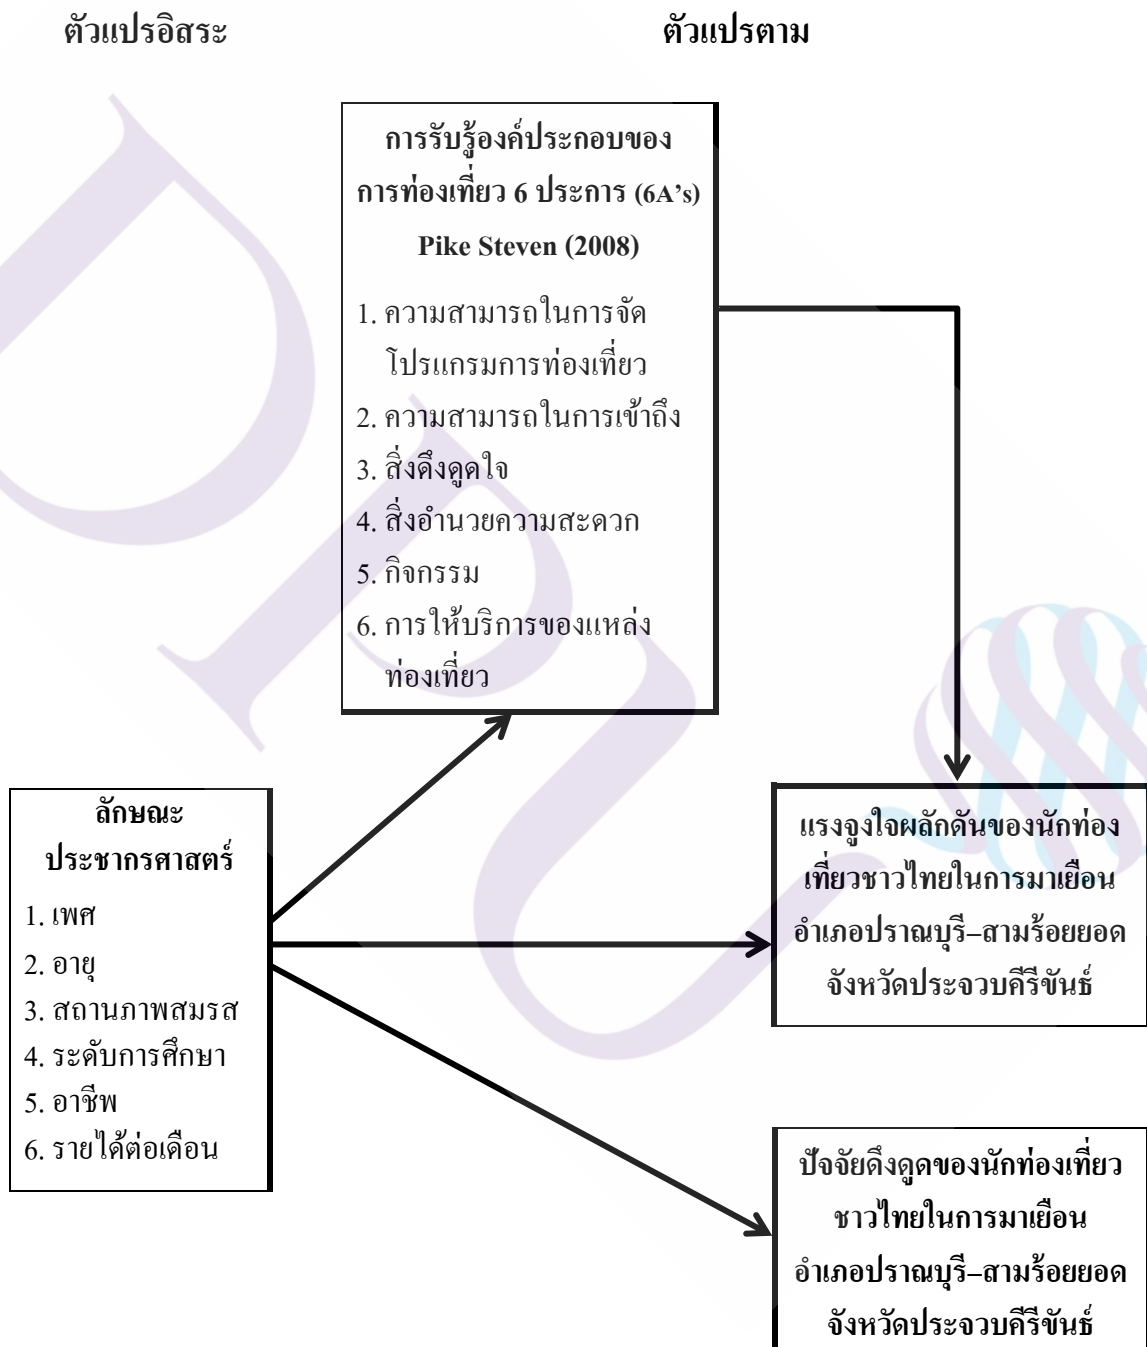 ตัวแปรอิสระ
ตัวแปรตาม
การรับรู้องค์ประกอบของ
การท่องเที่ยว 6 ประการ (6A’s)
Pike Steven (2008)
1. ความสามารถในการจัด
โปรแกรมการท่องเที่ยว
2. ความสามารถในการเข้าถึง
3. สิ่งดึงดูดใจ
4. สิ่งอำนวยความสะดวก
5. กิจกรรม
6. การให้บริการของแหล่ง
ท่องเที่ยว
ลักษณะ
ประชากรศาสตร์
1. เพศ
2. อายุ
3. สถานภาพสมรส
4. ระดับการศึกษา
5. อาชีพ
6. รายได้ต่อเดือน
แรงจูงใจผลักดันของนักท่อง
เที่ยวชาวไทยในการมาเยือน
อำเภอปราณบุรี–สามร้อยยอด
จังหวัดประจวบคีรีขันธ์
ปัจจัยดึงดูดของนักท่องเที่ยว
ชาวไทยในการมาเยือน
อำเภอปราณบุรี–สามร้อยยอด
จังหวัดประจวบคีรีขันธ์
DPU